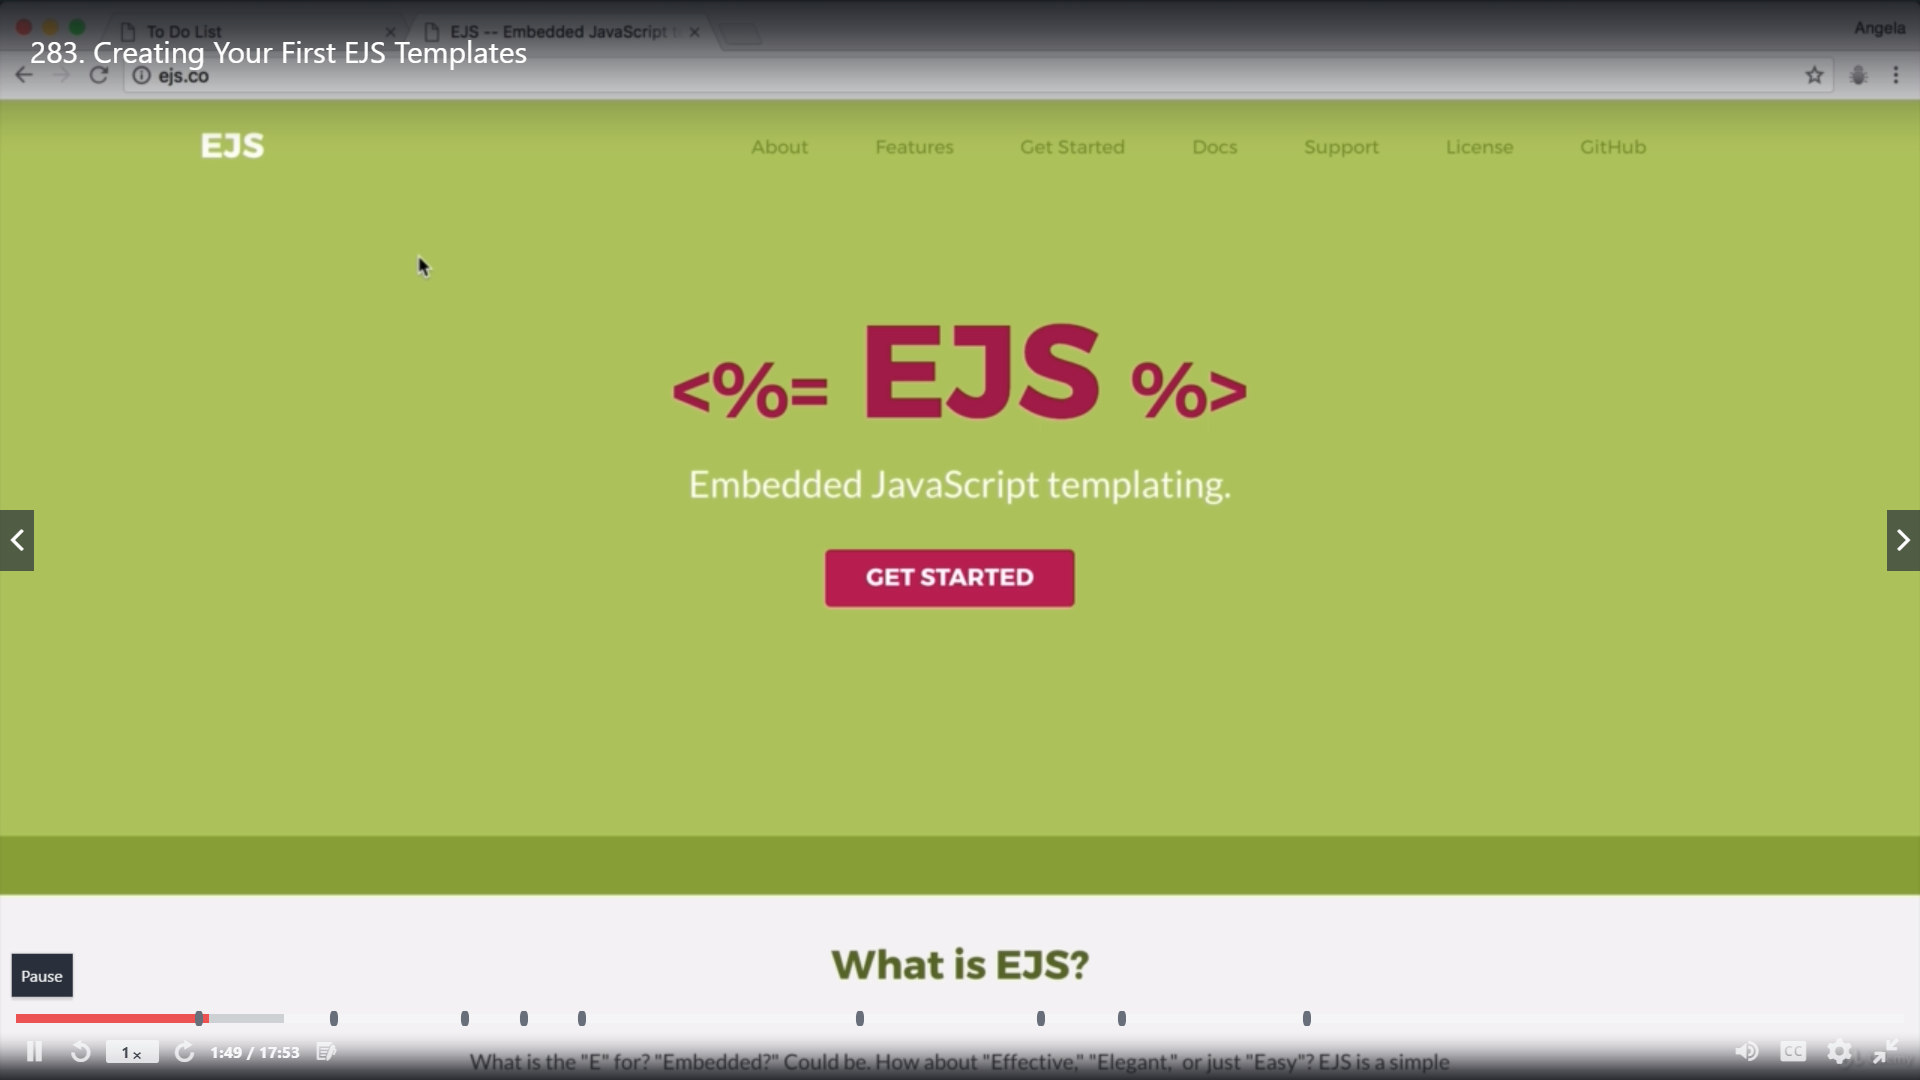 To Do List
EJS -- Embedded JavaScript
Angela
283. Creating Your First EJS Templates
ejs.co
EJS
About
Features
Get Started
Docs
Support
License
GitHub
<%= EJS %>
Embedded JavaScript templating.
GET STARTED
What is EJS?
Pause
1x
1:49 / 17:53
CC
What is the "E" for? "Embedded?" Could be. How about "Effective," "Elegant," or just "Easy"? EJS is a simple